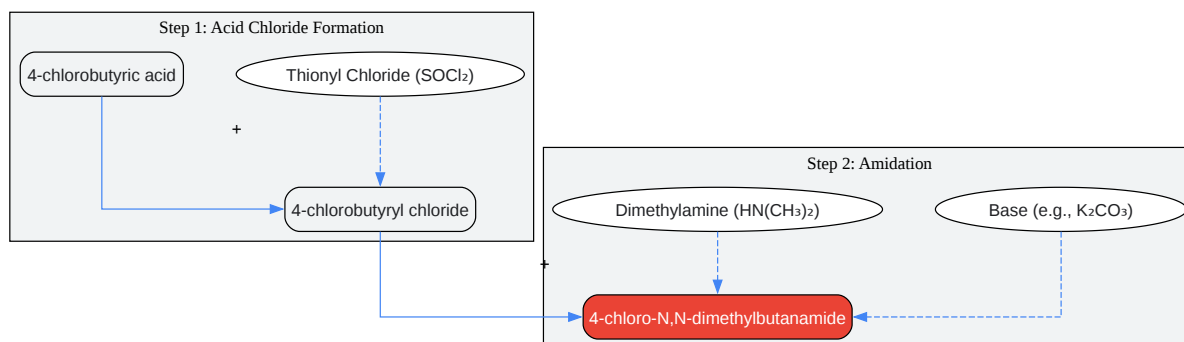 Step 1: Acid Chloride Formation
4-chlorobutyric acid
Thionyl Chloride (SOCl₂)
+
4-chlorobutyryl chloride
Step 2: Amidation
Dimethylamine (HN(CH₃)₂)
Base (e.g., K₂CO₃)
+
4-chloro-N,N-dimethylbutanamide